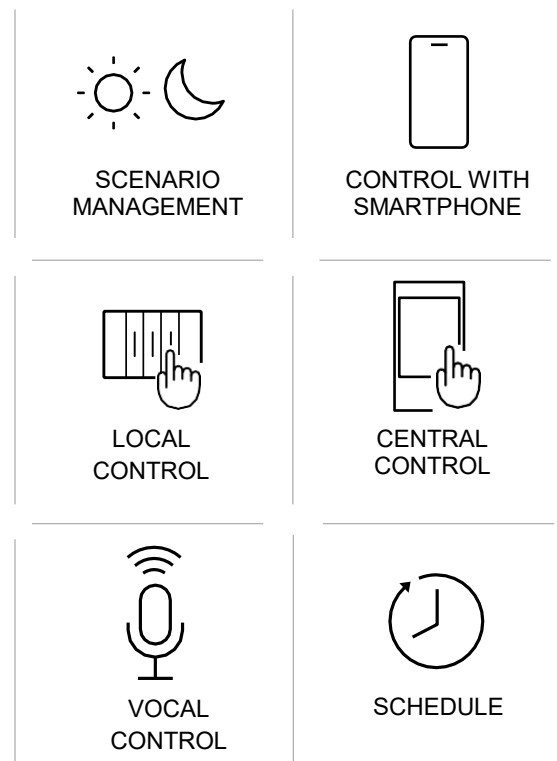 SCENARIO
MANAGEMENT
CONTROL WITH
SMARTPHONE
LOCAL
CONTROL
CENTRAL
CONTROL
VOCAL
CONTROL
SCHEDULE